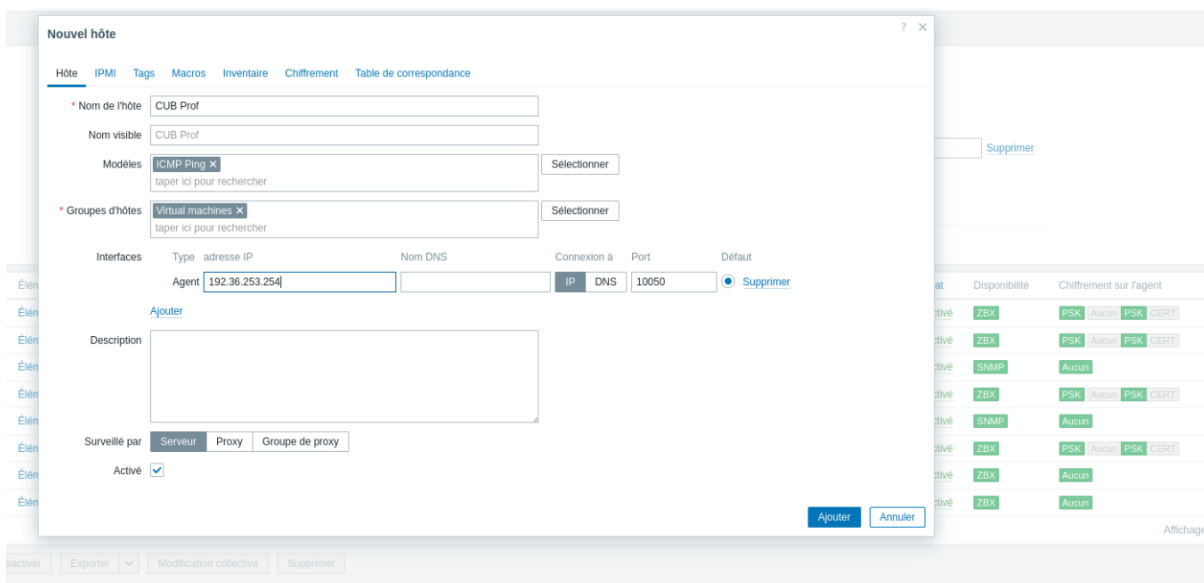 Nouvel hôte
?
Hôte IPMI Tags Macros Inventaire Chiffrement Table de correspondance
* Nom de l'hôte CUB Prof
Nom visible CUB Prof
Supprimer
Modèles ICMP Ping Sélectionner
taper ici pour rechercher
* Groupes d'hôtes Virtual machines Sélectionner
taper ici pour rechercher
Interfaces Type adresse IP Nom DNS Connexion à Port Défaut
Agent 192.36.253.254 IP DNS 10050 Supprimer
Ajouter
Description
Surveillé par Serveur Proxy Groupe de proxy
Activé
Ajouter Annuler
Disponibilité Chiffrement sur l'agent
ZBX PSK Aucun PSK CERT
ZBX PSK Aucun PSK CERT
SNMP Aucun
ZBX PSK Aucun PSK CERT
SNMP Aucun
ZBX PSK Aucun PSK CERT
ZBX Aucun
ZBX Aucun
Affichage
Exporter Modification collective Supprimer